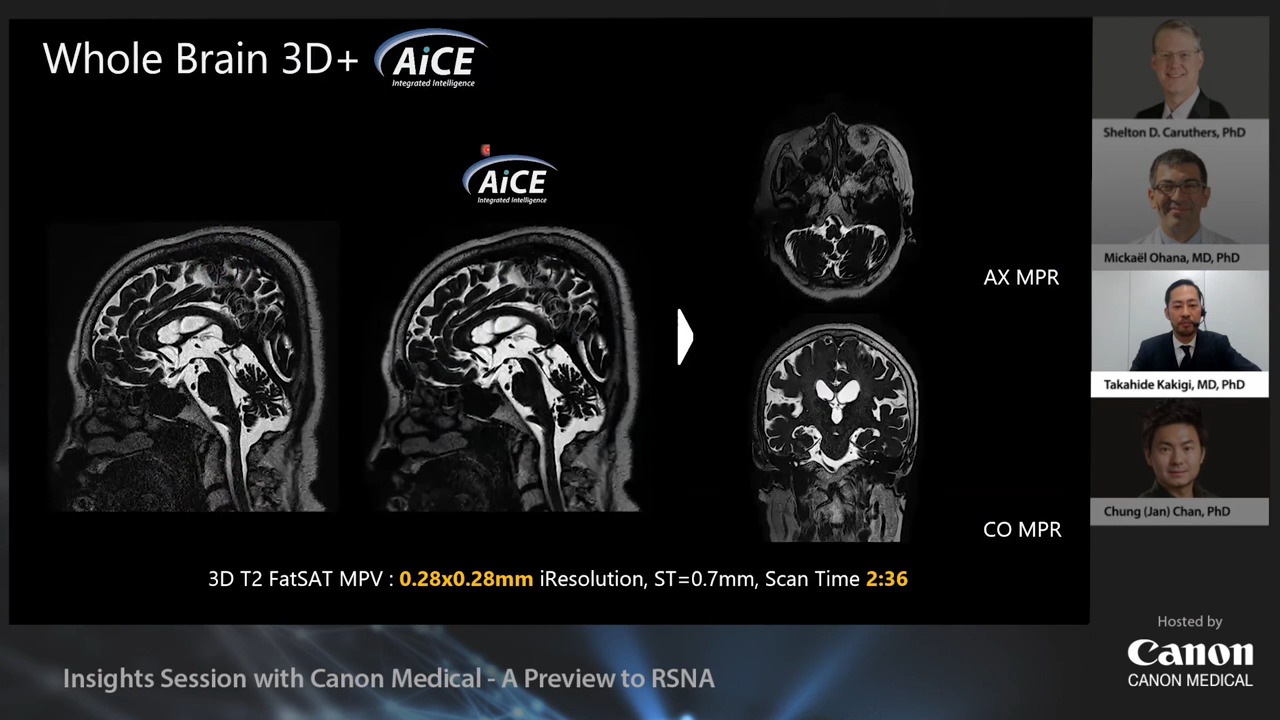 Whole Brain 3D+ AiCE
Integrated Intelligence
AiCE
Integrated Intelligence
AX MPR
CO MPR
3D T2 FatSAT MPV : 0.28x0.28mm iResolution, ST=0.7mm, Scan Time 2:36
Shelton D. Caruthers, PhD
Mickaël Ohana, MD, PhD
Takahide Kakigi, MD, PhD
Chung (Jan) Chan, PhD
Hosted by
Canon
CANON MEDICAL
Insights Session with Canon Medical - A Preview to RSNA